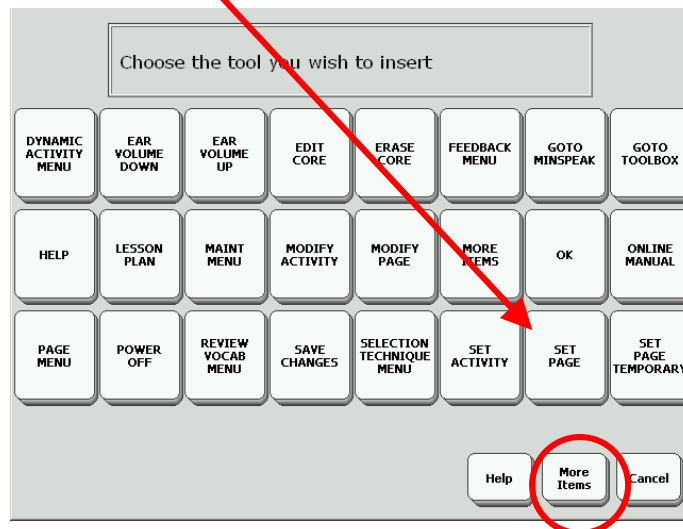 Choose the tool you wish to insert
DYNAMIC
ACTIVITY
MENU
EAR
VOLUME
DOWN
EAR
VOLUME
UP
EDIT
CORE
ERASE
CORE
FEEDBACK
MENU
GOTO
MINSPEAK
GOTO
TOOLBOX
HELP
LESSON
PLAN
MAINT
MENU
MODIFY
ACTIVITY
MODIFY
PAGE
MORE
ITEMS
OK
ONLINE
MANUAL
PAGE
MENU
POWER
OFF
REVIEW
VOCAB
MENU
SAVE
CHANGES
SELECTION
TECHNIQUE
MENU
SET
ACTIVITY
SET
PAGE
SET
PAGE
TEMPORARY
Help
More
Items
Cancel